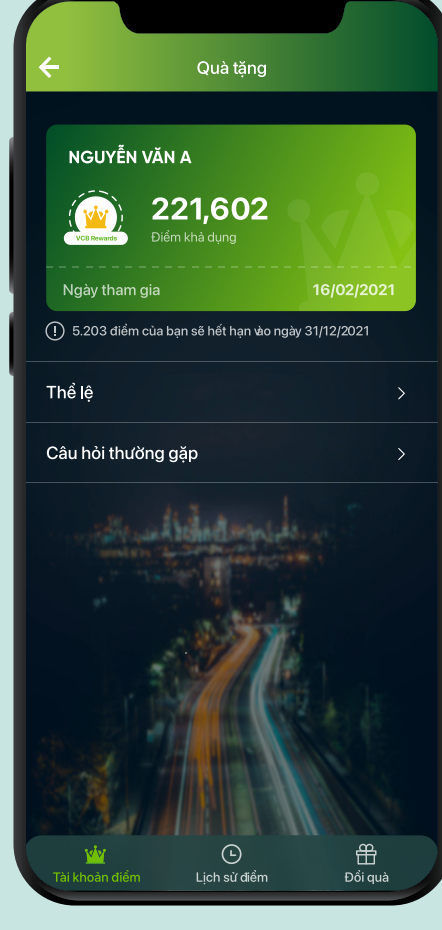 Quà tặng
NGUYỄN VĂN A
221,602
VCB Rewards
Điểm khả dụng
Ngày tham gia 16/02/2021
! 5.203 điểm của bạn sẽ hết hạn vào ngày 31/12/2021
Thể lệ
Câu hỏi thường gặp
Tài khoản điểm Lịch sử điểm Đổi quà